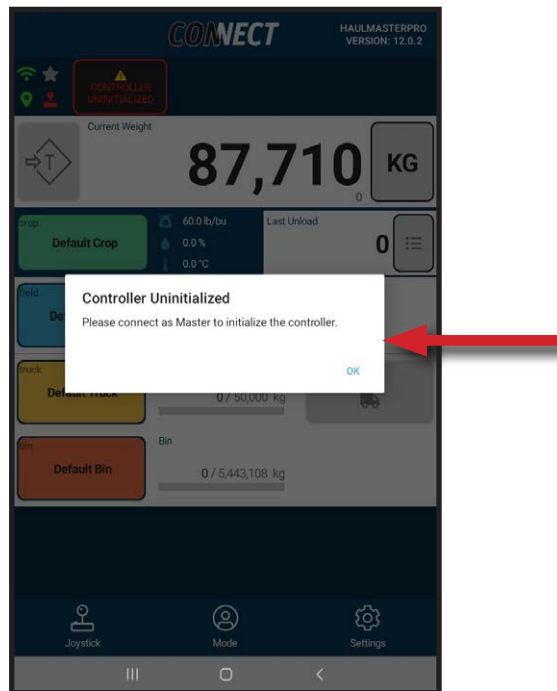 CONNECT
HAULMASTERPRO
VERSION: 12.0.2
CONTROLLER
UNINITIALIZED
Current Weight
T
87,710
0
KG
crop
Default Crop
60.0 lb/bu
0.0 %
0.0 °C
Last Unload
0
field
De
Controller Uninitialized
Please connect as Master to initialize the controller.
OK
truck
Default Truck
0 / 50,000 kg
bin
Default Bin
Bin
0 / 5,443,108 kg
Joystick
Mode
Settings